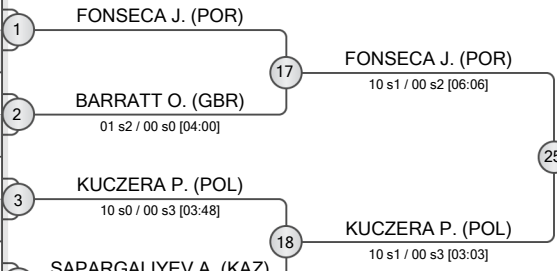 FONSECA J. (POR)
1
17
FONSECA J. (POR)
10 s1 / 00 s2 [06:06]
BARRATT O. (GBR)
2
01 s2 / 00 s0 [04:00]
25
KUCZERA P. (POL)
3
10 s0 / 00 s3 [03:48]
18
KUCZERA P. (POL)
10 s1 / 00 s3 [03:03]
SAPARGALIYEV A. (KAZ)